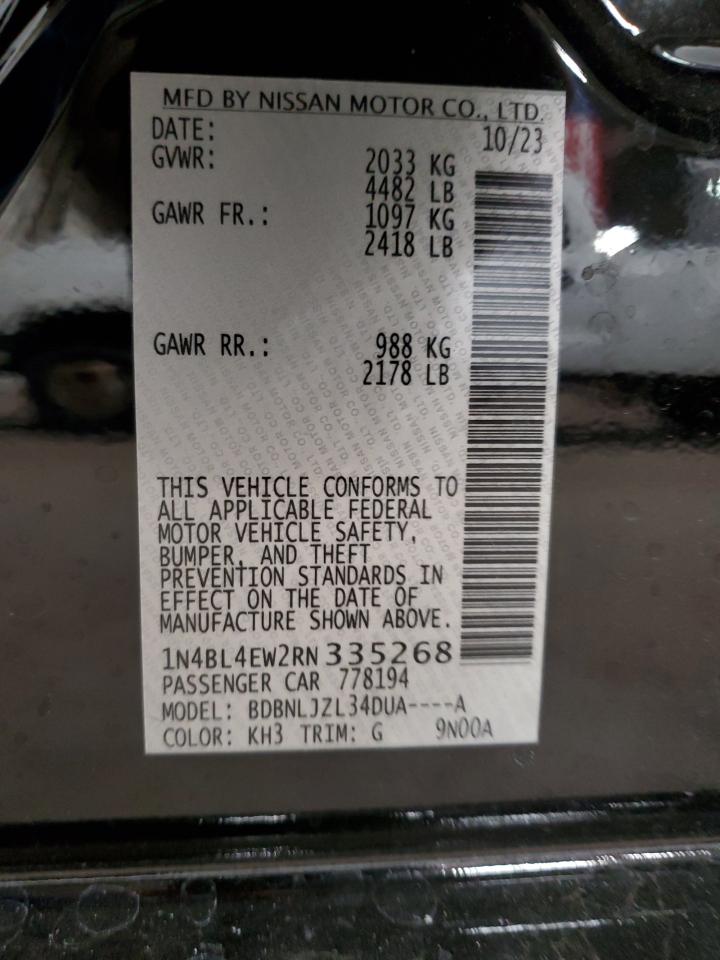 MFD BY NISSAN MOTOR CO., LTD.
DATE: 10/23
GVWR: 2033 KG
4482 LB
GAWR FR.: 1097 KG
2418 LB
GAWR RR.: 988 KG
2178 LB
THIS VEHICLE CONFORMS TO
ALL APPLICABLE FEDERAL
MOTOR VEHICLE SAFETY,
BUMPER, AND THEFT
PREVENTION STANDARDS IN
EFFECT ON THE DATE OF
MANUFACTURE SHOWN ABOVE.
1N4BL4EW2RN335268
PASSENGER CAR 778194
MODEL: BDBNLJZL34DUA----A
COLOR: KH3 TRIM: G 9N00A